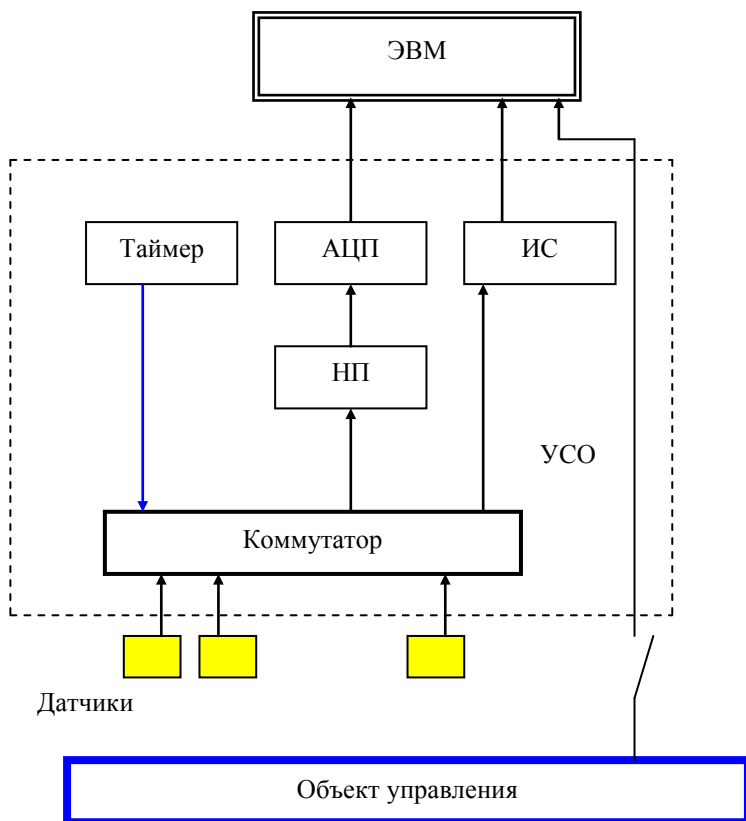 ЭВМ
Таймер
АЦП
ИС
НП
УСО
Коммутатор
Датчики
Объект управления